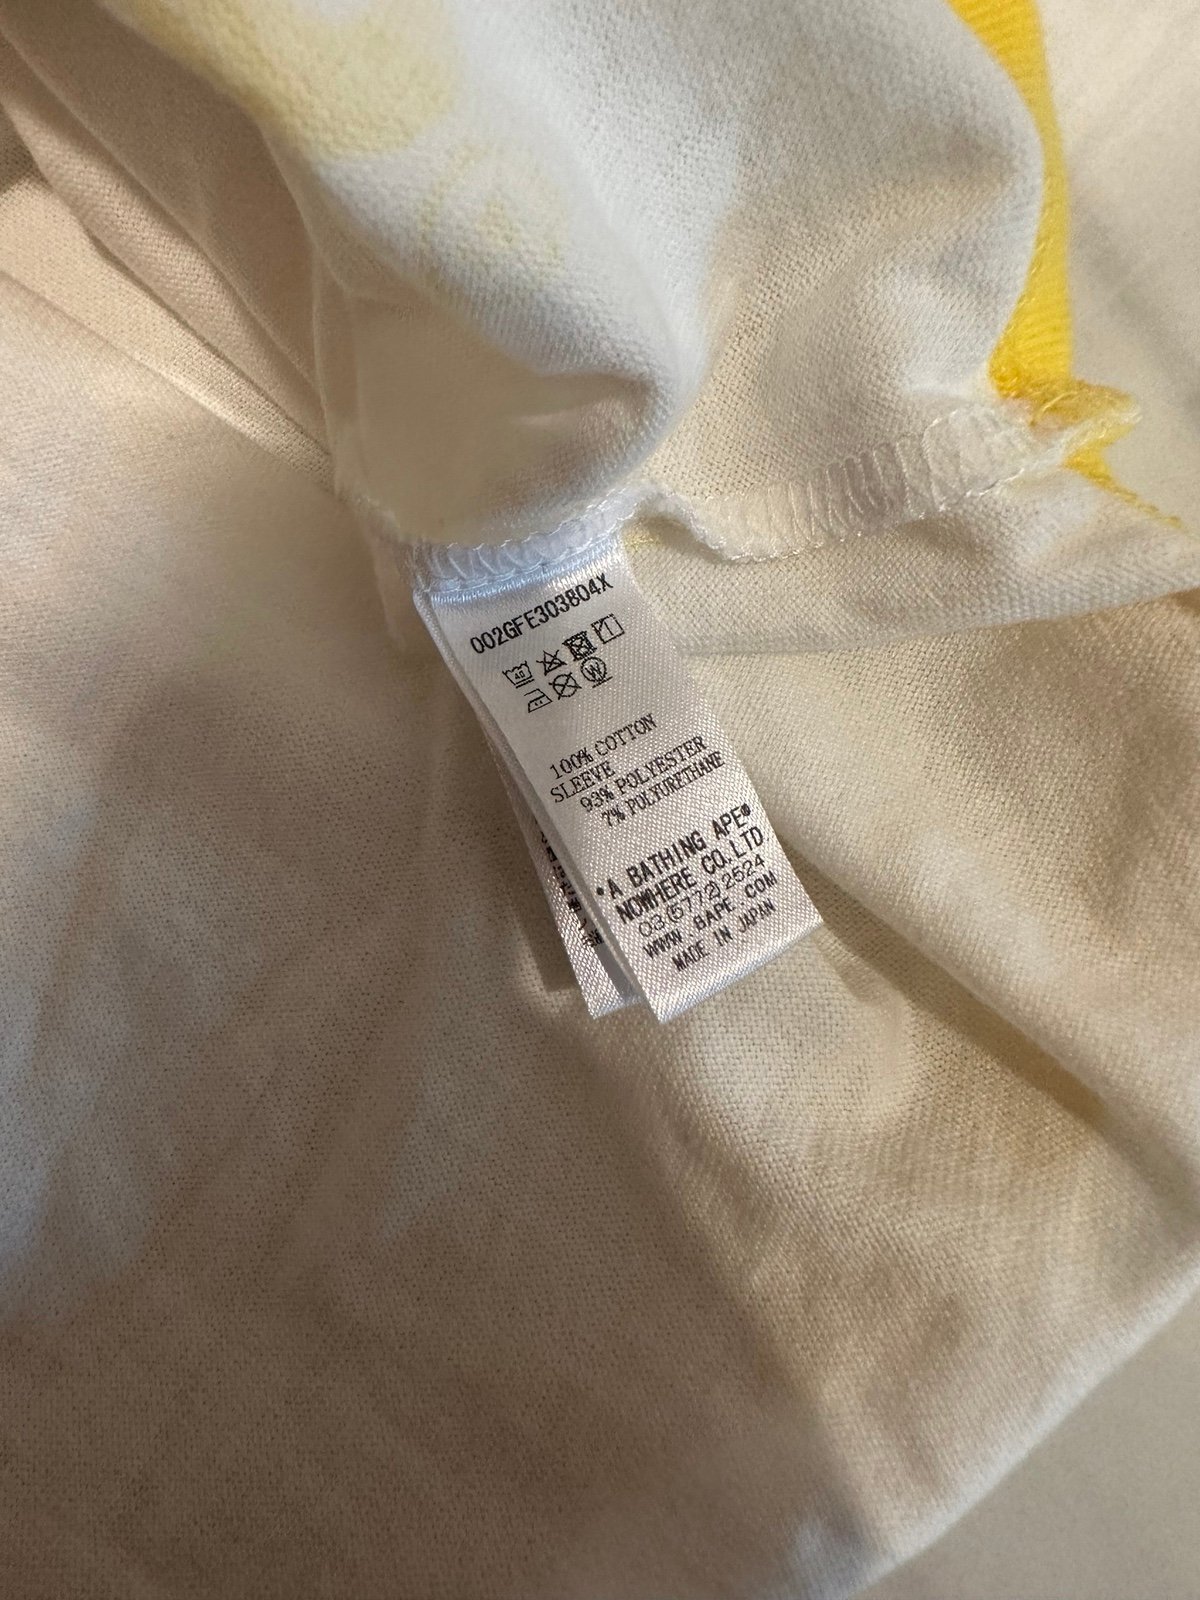 002GFE303804X
100% COTTON
SLEEVE
93% POLYESTER
7% POLYURETHANE
*A BATHING APE®
NOWHERE CO.LTD
03(5772)2524
WWW.BAPE.COM
MADE IN JAPAN